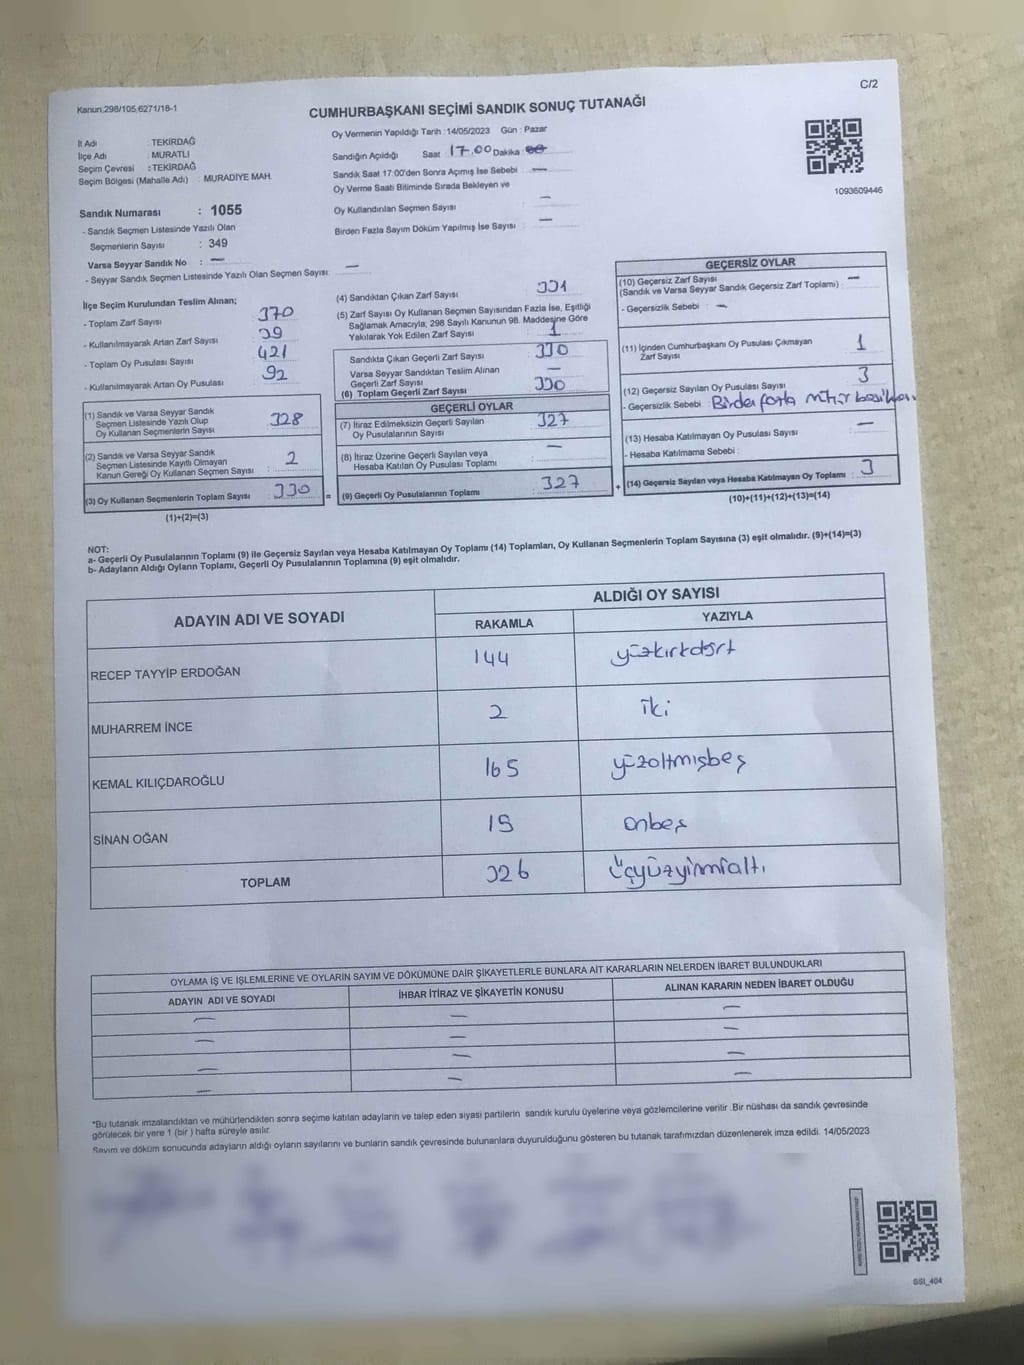 Kanun:298/105,6271/18-1
C/2
CUMHURBAŞKANI SEÇİMİ SANDIK SONUÇ TUTANAĞI
İl Adı : TEKİRDAĞ
İlçe Adı : MURATLI
Seçim Çevresi : TEKİRDAĞ
Seçim Bölgesi (Mahalle Adı) : MURADİYE MAH.
Oy Vermenin Yapıldığı Tarih : 14/05/2023 Gün : Pazar
Sandığın Açıldığı Saat : 17.00 Dakika :
Sandık Saat 17:00'den Sonra Açımış İse Sebebi : —
Oy Verme Saati Bitiminde Sırada Bekleyen ve
Oy Kullandırılan Seçmen Sayısı —
Birden Fazla Sayım Döküm Yapılmış İse Sayısı : —
1093609446
Sandık Numarası : 1055
- Sandık Seçmen Listesinde Yazılı Olan
Seçmenlerin Sayısı : 349
Varsa Seyyar Sandık No : —
- Seyyar Sandık Seçmen Listesinde Yazılı Olan Seçmen Sayısı: —
İlçe Seçim Kurulundan Teslim Alınan;
- Toplam Zarf Sayısı 370
- Kullanılmayarak Artan Zarf Sayısı 39
- Toplam Oy Pusulası Sayısı 421
- Kullanılmayarak Artan Oy Pusulası 92
(1) Sandık ve Varsa Seyyar Sandık
Seçmen Listesinde Yazılı Olup
Oy Kullanan Seçmenlerin Sayısı 328
(2) Sandık ve Varsa Seyyar Sandık
Seçmen Listesinde Kayıtlı Olmayan
Kanun Gereği Oy Kullanan Seçmen Sayısı 2
(3) Oy Kullanan Seçmenlerin Toplam Sayısı : 330
(1)+(2)=(3)
(4) Sandıktan Çıkan Zarf Sayısı : 331
(5) Zarf Sayısı Oy Kullanan Seçmen Sayısından Fazla İse, Eşitliği
Sağlamak Amacıyla; 298 Sayılı Kanunun 98. Maddesine Göre
Yakılarak Yok Edilen Zarf Sayısı : 1
Sandıkta Çıkan Geçerli Zarf Sayısı : 330
Varsa Seyyar Sandıktan Teslim Alınan
Geçerli Zarf Sayısı —
(6) Toplam Geçerli Zarf Sayısı : 330
GEÇERLİ OYLAR
(7) İtiraz Edilmeksizin Geçerli Sayılan
Oy Pusulalarının Sayısı : 327
(8) İtiraz Üzerine Geçerli Sayılan veya
Hesaba Katılan Oy Pusulası Toplamı : —
= (9) Geçerli Oy Pusulalarının Toplamı : 327
GEÇERSİZ OYLAR
(10) Geçersiz Zarf Sayısı
(Sandık ve Varsa Seyyar Sandık Geçersiz Zarf Toplamı) : —
- Geçersizlik Sebebi : —
(11) İçinden Cumhurbaşkanı Oy Pusulası Çıkmayan
Zarf Sayısı 1
(12) Geçersiz Sayılan Oy Pusulası Sayısı 3
- Geçersizlik Sebebi : Birden fazla mühür
(13) Hesaba Katılmayan Oy Pusulası Sayısı : —
- Hesaba Katılmama Sebebi :
+ (14) Geçersiz Sayılan veya Hesaba Katılmayan Oy Toplamı : 3
(10)+(11)+(12)+(13)=(14)
NOT:
a- Geçerli Oy Pusulalarının Toplamı (9) ile Geçersiz Sayılan veya Hesaba Katılmayan Oy Toplamı (14) Toplamları, Oy Kullanan Seçmenlerin Toplam Sayısına (3) eşit olmalıdır. (9)+(14)=(3)
b- Adayların Aldığı Oyların Toplamı, Geçerli Oy Pusulalarının Toplamına (9) eşit olmalıdır.
ADAYIN ADI VE SOYADI
ALDIĞI OY SAYISI
RAKAMLA YAZIYLA
RECEP TAYYİP ERDOĞAN 144 yüzkırkdört
MUHARREM İNCE 2 iki
KEMAL KILIÇDAROĞLU 165 yüzaltmışbeş
SİNAN OĞAN 15 onbeş
TOPLAM 326 Üçyüzyirmialtı
OYLAMA İŞ VE İŞLEMLERİNE VE OYLARIN SAYIM VE DÖKÜMÜNE DAİR ŞİKAYETLERLE BUNLARA AİT KARARLARIN NELERDEN İBARET BULUNDUKLARI
ADAYIN ADI VE SOYADI İHBAR İTİRAZ VE ŞİKAYETİN KONUSU ALINAN KARARIN NEDEN İBARET OLDUĞU
— — —
— — —
— — —
— — —
*Bu tutanak imzalandıktan ve mühürlendikten sonra seçime katılan adayların ve talep eden siyasi partilerin sandık kurulu üyelerine veya gözlemcilerine verilir .Bir nüshası da sandık çevresinde
görülecek bir yere 1 (bir ) hafta süreyle asılır.
Sayım ve döküm sonucunda adayların aldığı oyların sayılarını ve bunların sandık çevresinde bulunanlara duyurulduğunu gösteren bu tutanak tarafımızdan düzenlenerek imza edildi. 14/05/2023
GSI_404